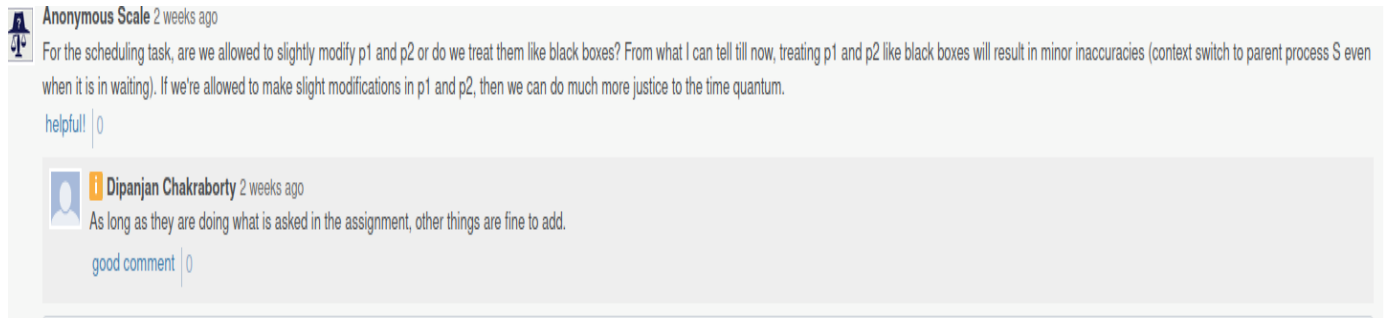 Anonymous Scale 2 weeks ago
For the scheduling task, are we allowed to slightly modify p1 and p2 or do we treat them like black boxes? From what I can tell till now, treating p1 and p2 like black boxes will result in minor inaccuracies (context switch to parent process S even
when it is in waiting). If we're allowed to make slight modifications in p1 and p2, then we can do much more justice to the time quantum.
helpful! 0
i Dipanjan Chakraborty 2 weeks ago
As long as they are doing what is asked in the assignment, other things are fine to add.
good comment 0